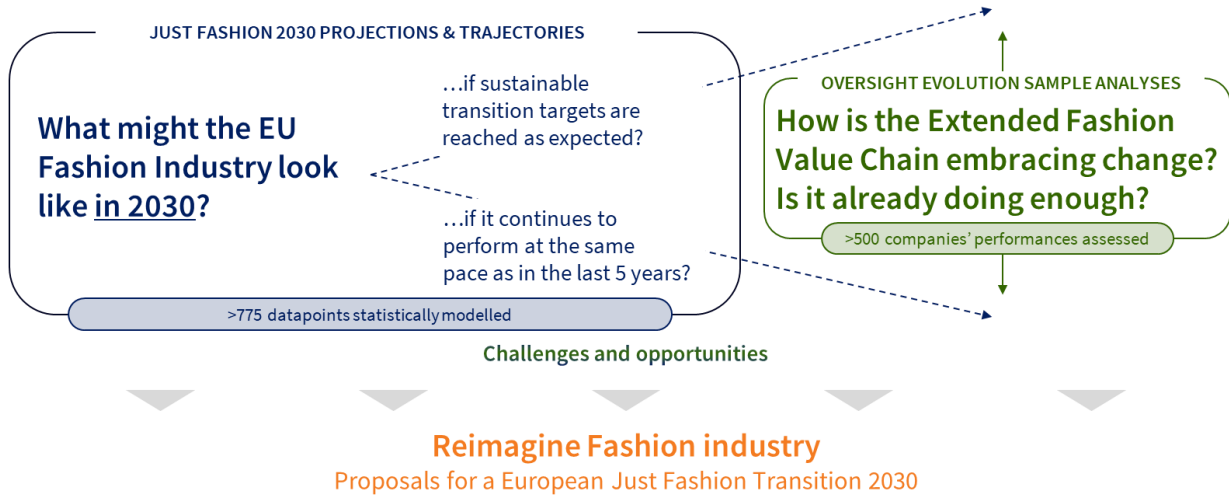 JUST FASHION 2030 PROJECTIONS & TRAJECTORIES
What might the EU
Fashion Industry look
like in 2030?
…if sustainable
transition targets are
reached as expected?
…if it continues to
perform at the same
pace as in the last 5 years?
>775 datapoints statistically modelled
OVERSIGHT EVOLUTION SAMPLE ANALYSES
How is the Extended Fashion
Value Chain embracing change?
Is it already doing enough?
>500 companies’ performances assessed
Challenges and opportunities
Reimagine Fashion industry
Proposals for a European Just Fashion Transition 2030